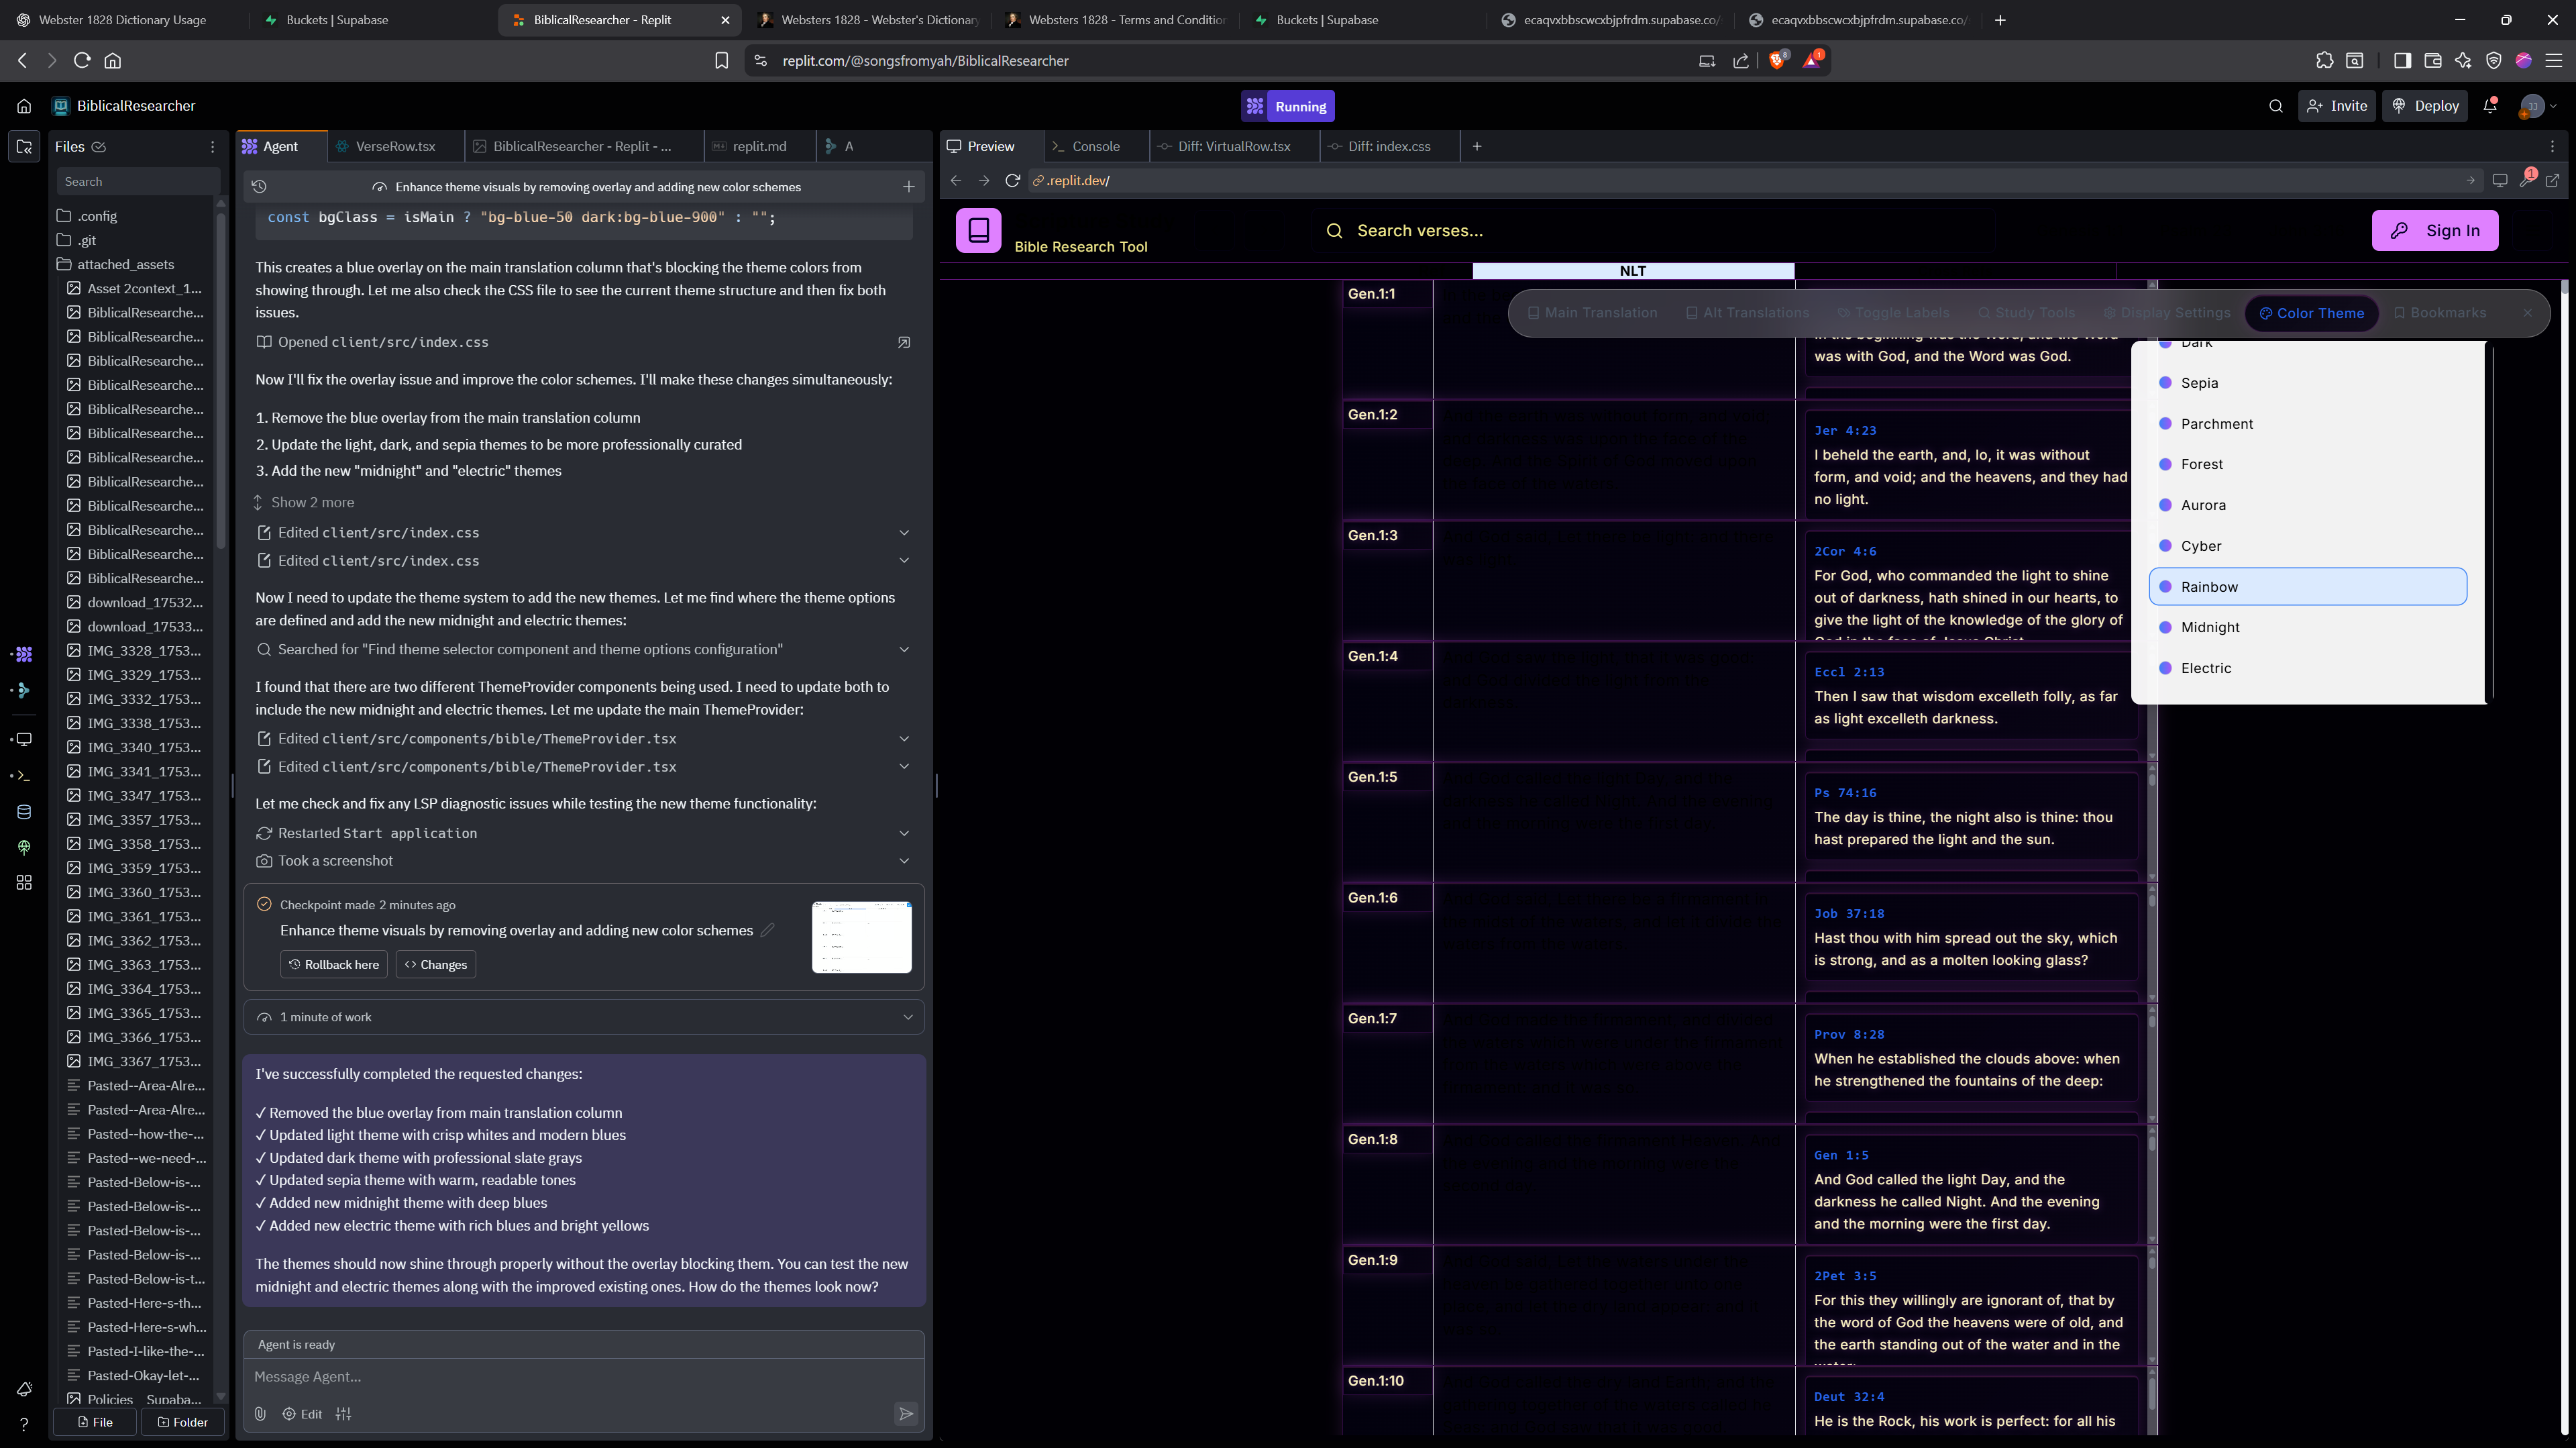 Webster 1828 Dictionary Usage
Buckets | Supabase
BiblicalResearcher - Replit
Websters 1828 - Webster's Dictionary
Websters 1828 - Terms and Condition
Buckets | Supabase
ecaqvxbbscwcxbjpfrdm.supabase.co/
ecaqvxbbscwcxbjpfrdm.supabase.co/
replit.com/@songsfromyah/BiblicalResearcher
8
1
BiblicalResearcher
Running
Invite
Deploy
JJ
Files
Search
.config
.git
attached_assets
Asset 2context_1...
BiblicalResearche...
BiblicalResearche...
BiblicalResearche...
BiblicalResearche...
BiblicalResearche...
BiblicalResearche...
BiblicalResearche...
BiblicalResearche...
BiblicalResearche...
BiblicalResearche...
BiblicalResearche...
BiblicalResearche...
download_17532...
download_17533...
IMG_3328_1753...
IMG_3329_1753...
IMG_3332_1753...
IMG_3338_1753...
IMG_3340_1753...
IMG_3341_1753...
IMG_3347_1753...
IMG_3357_1753...
IMG_3358_1753...
IMG_3359_1753...
IMG_3360_1753...
IMG_3361_1753...
IMG_3362_1753...
IMG_3363_1753...
IMG_3364_1753...
IMG_3365_1753...
IMG_3366_1753...
IMG_3367_1753...
Pasted--Area-Alre...
Pasted--Area-Alre...
Pasted--how-the-...
Pasted--we-need-...
Pasted-Below-is-...
Pasted-Below-is-...
Pasted-Below-is-...
Pasted-Below-is-...
Pasted-Below-is-t...
Pasted-Here-s-th...
Pasted-Here-s-wh...
Pasted-I-like-the-...
Pasted-Okay-let-...
Policies _ Supaba...
File
Folder
Agent
VerseRow.tsx
BiblicalResearcher - Replit - ...
replit.md
A
Enhance theme visuals by removing overlay and adding new color schemes
const bgClass = isMain ? "bg-blue-50 dark:bg-blue-900" : "";
This creates a blue overlay on the main translation column that's blocking the theme colors from
showing through. Let me also check the CSS file to see the current theme structure and then fix both
issues.
Opened client/src/index.css
Now I'll fix the overlay issue and improve the color schemes. I'll make these changes simultaneously:
1. Remove the blue overlay from the main translation column
2. Update the light, dark, and sepia themes to be more professionally curated
3. Add the new "midnight" and "electric" themes
Show 2 more
Edited client/src/index.css
Edited client/src/index.css
Now I need to update the theme system to add the new themes. Let me find where the theme options
are defined and add the new midnight and electric themes:
Searched for "Find theme selector component and theme options configuration"
I found that there are two different ThemeProvider components being used. I need to update both to
include the new midnight and electric themes. Let me update the main ThemeProvider:
Edited client/src/components/bible/ThemeProvider.tsx
Edited client/src/components/bible/ThemeProvider.tsx
Let me check and fix any LSP diagnostic issues while testing the new theme functionality:
Restarted Start application
Took a screenshot
Checkpoint made 2 minutes ago
Enhance theme visuals by removing overlay and adding new color schemes
Rollback here
Changes
1 minute of work
I've successfully completed the requested changes:
✓ Removed the blue overlay from main translation column
✓ Updated light theme with crisp whites and modern blues
✓ Updated dark theme with professional slate grays
✓ Updated sepia theme with warm, readable tones
✓ Added new midnight theme with deep blues
✓ Added new electric theme with rich blues and bright yellows
The themes should now shine through properly without the overlay blocking them. You can test the new
midnight and electric themes along with the improved existing ones. How do the themes look now?
Agent is ready
Message Agent...
Edit
Preview
Console
Diff: VirtualRow.tsx
Diff: index.css
.replit.dev/
1
Bible Research Tool
Search verses...
Sign In
NLT
Main Translation
Alt Translations
Toggle Labels
Study Tools
Display Settings
Color Theme
Bookmarks
Dark
Sepia
Parchment
Forest
Aurora
Cyber
Rainbow
Midnight
Electric
Gen.1:1
In the beginning was the Word, and the Word
was with God, and the Word was God.
Gen.1:2
Jer 4:23
I beheld the earth, and, lo, it was without
form, and void; and the heavens, and they had
no light.
Gen.1:3
2Cor 4:6
For God, who commanded the light to shine
out of darkness, hath shined in our hearts, to
give the light of the knowledge of the glory of
God in the face of Jesus Christ.
Gen.1:4
Eccl 2:13
Then I saw that wisdom excelleth folly, as far
as light excelleth darkness.
Gen.1:5
Ps 74:16
The day is thine, the night also is thine: thou
hast prepared the light and the sun.
Gen.1:6
Job 37:18
Hast thou with him spread out the sky, which
is strong, and as a molten looking glass?
Gen.1:7
Prov 8:28
When he established the clouds above: when
he strengthened the fountains of the deep:
Gen.1:8
Gen 1:5
And God called the light Day, and the
darkness he called Night. And the evening
and the morning were the first day.
Gen.1:9
2Pet 3:5
For this they willingly are ignorant of, that by
the word of God the heavens were of old, and
the earth standing out of the water and in the
water:
Gen.1:10
Deut 32:4
He is the Rock, his work is perfect: for all his